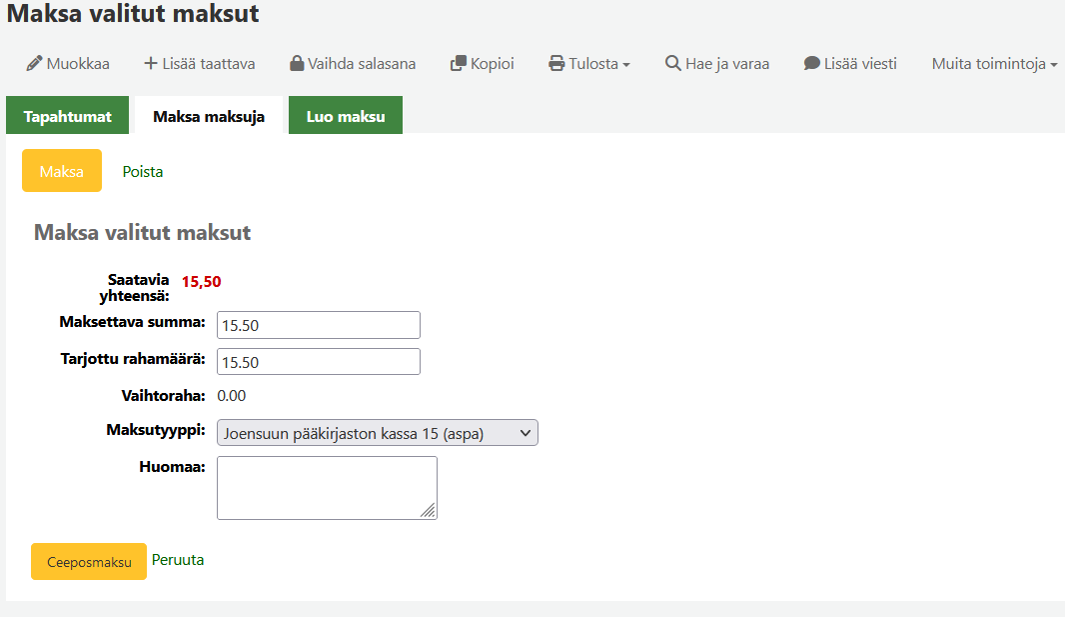 Maksa valitut maksut
Muokkaa Lisää taattava Vaihda salasana Kopioi Tulosta Hae ja varaa Lisää viesti Muita toimintoja
Tapahtumat Maksa maksuja Luo maksu
Maksa Poista
Maksa valitut maksut
Saatavia yhteensä: 15,50
Maksettava summa: 15.50
Tarjottu rahamäärä: 15.50
Vaihtoraha: 0.00
Maksutyyppi: Joensuun pääkirjaston kassa 15 (aspa)
Huomaa:
Ceeposmaksu Peruuta